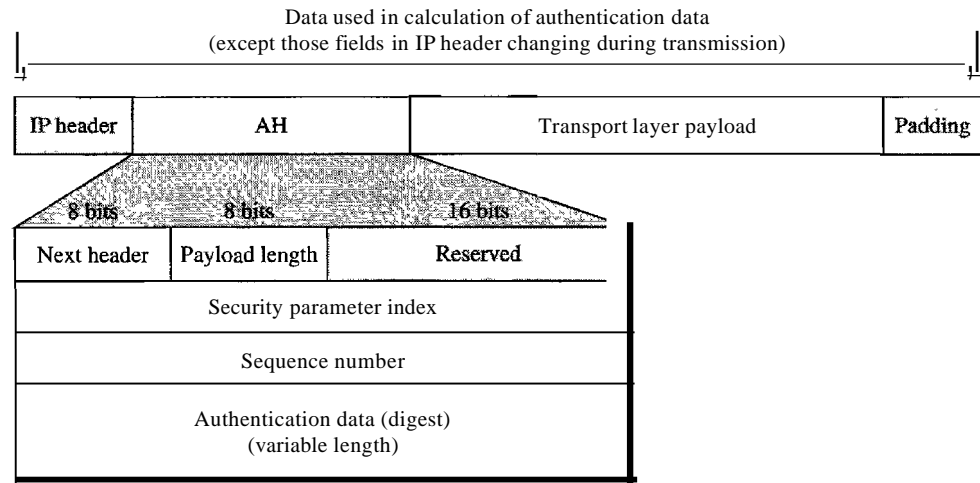 Data used in calculation of authentication data
(except those fields in IP header changing during transmission)
IP header AH Transport layer payload Padding
8 bits 8 bits 16 bits
Next header Payload length Reserved
Security parameter index
Sequence number
Authentication data (digest)
(variable length)